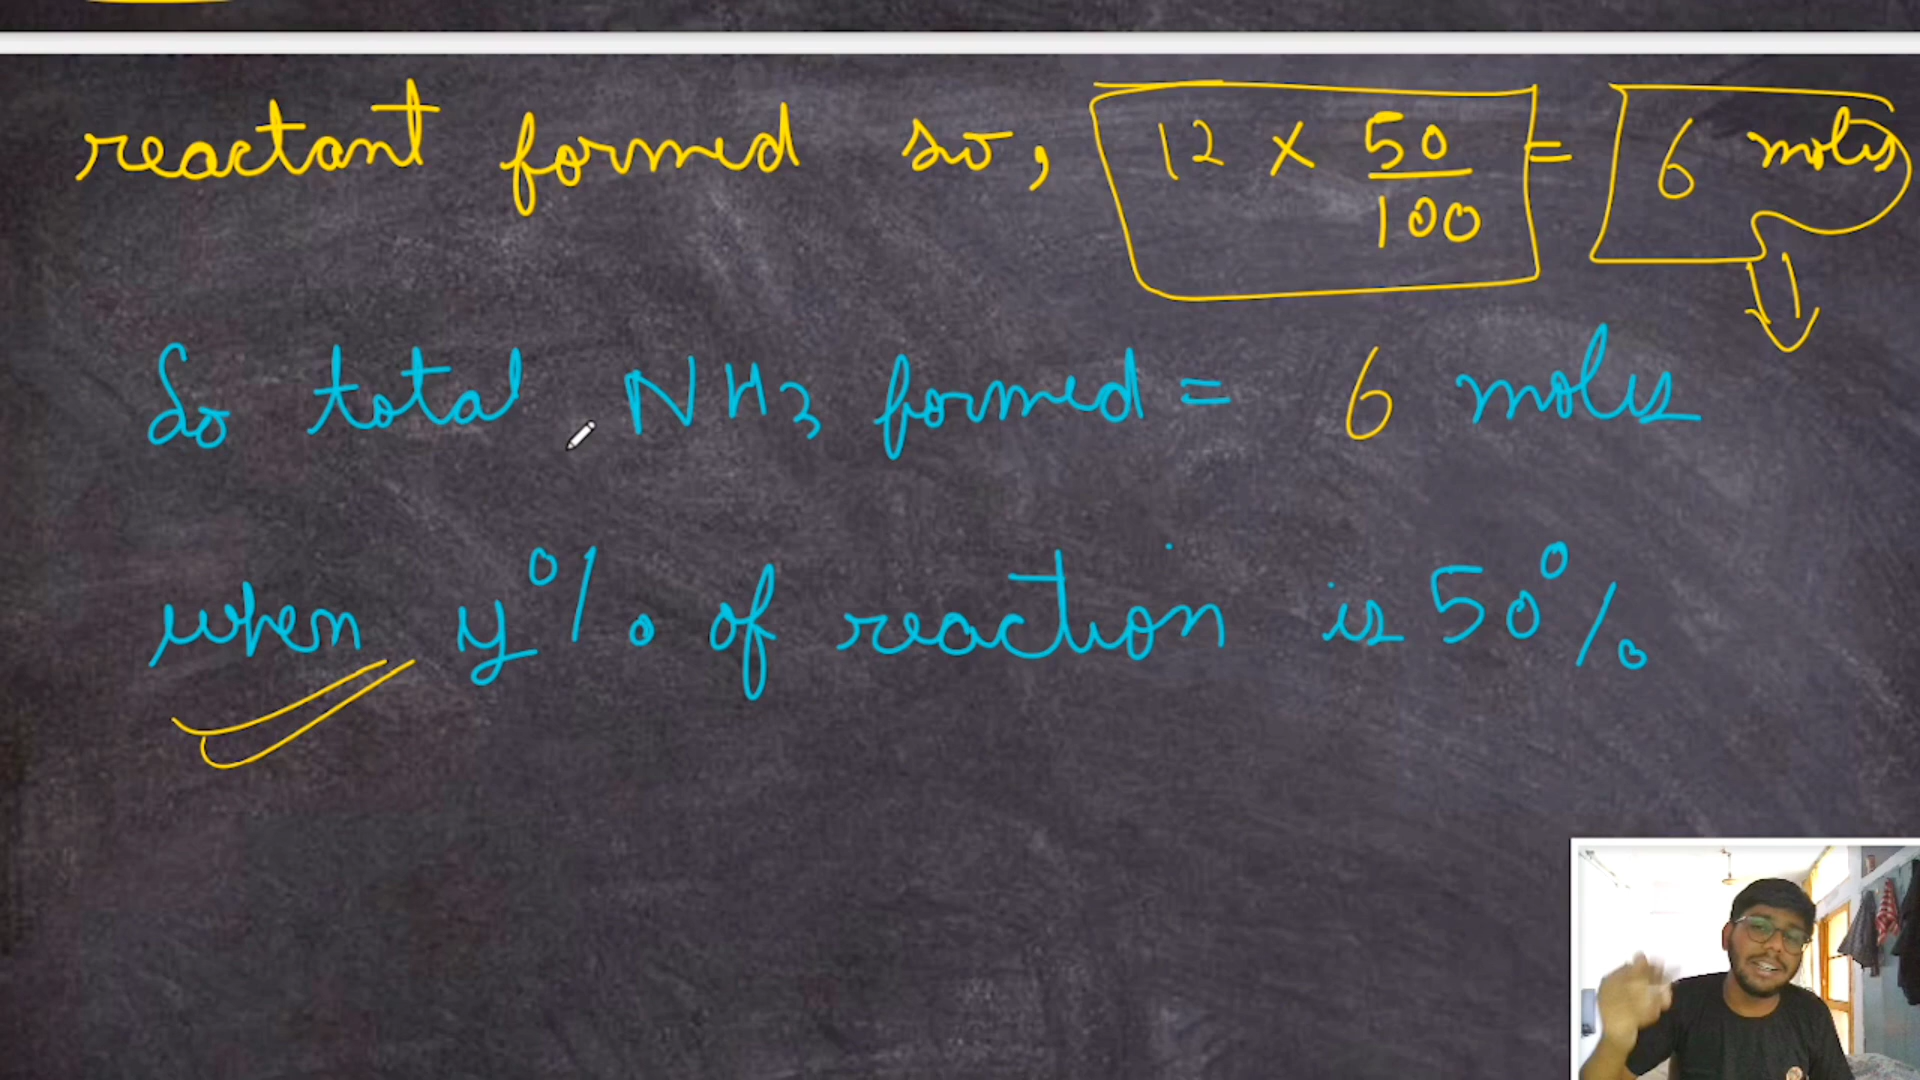 reactant formed so, 12 × 50/100 = 6 moles
So total NH3 formed = 6 moles
when y% of reaction is 50%